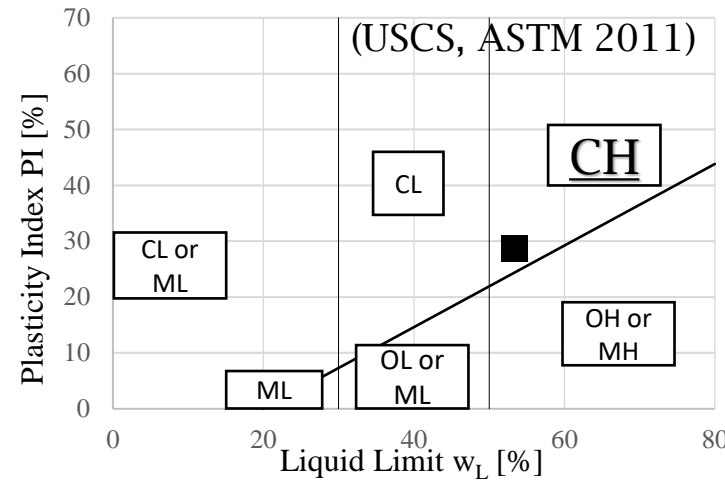 (USCS, ASTM 2011)
Plasticity Index PI [%]
70
60
50
40
30
20
10
0
CH
CL
CL or
ML
OH or
MH
OL or
ML
ML
0
20
40
60
80
Liquid Limit wL [%]